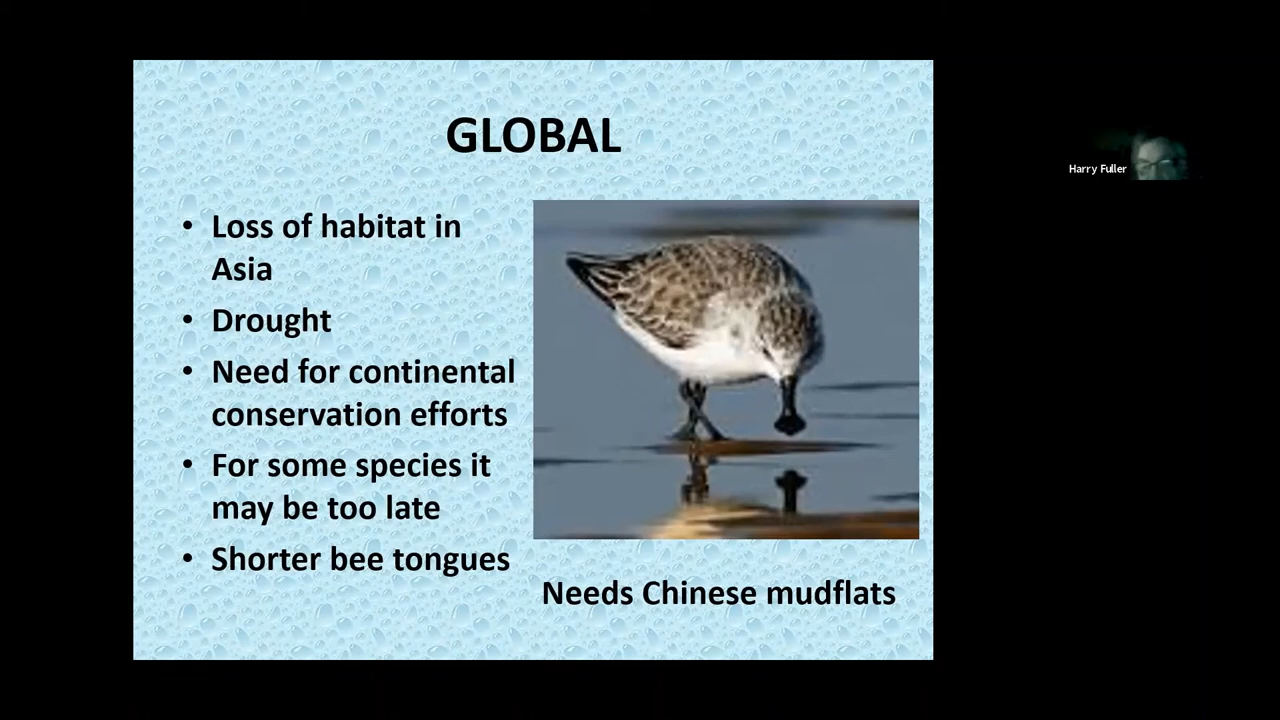 GLOBAL
• Loss of habitat in
Asia
• Drought
• Need for continental
conservation efforts
• For some species it
may be too late
• Shorter bee tongues
Needs Chinese mudflats
Harry Fuller